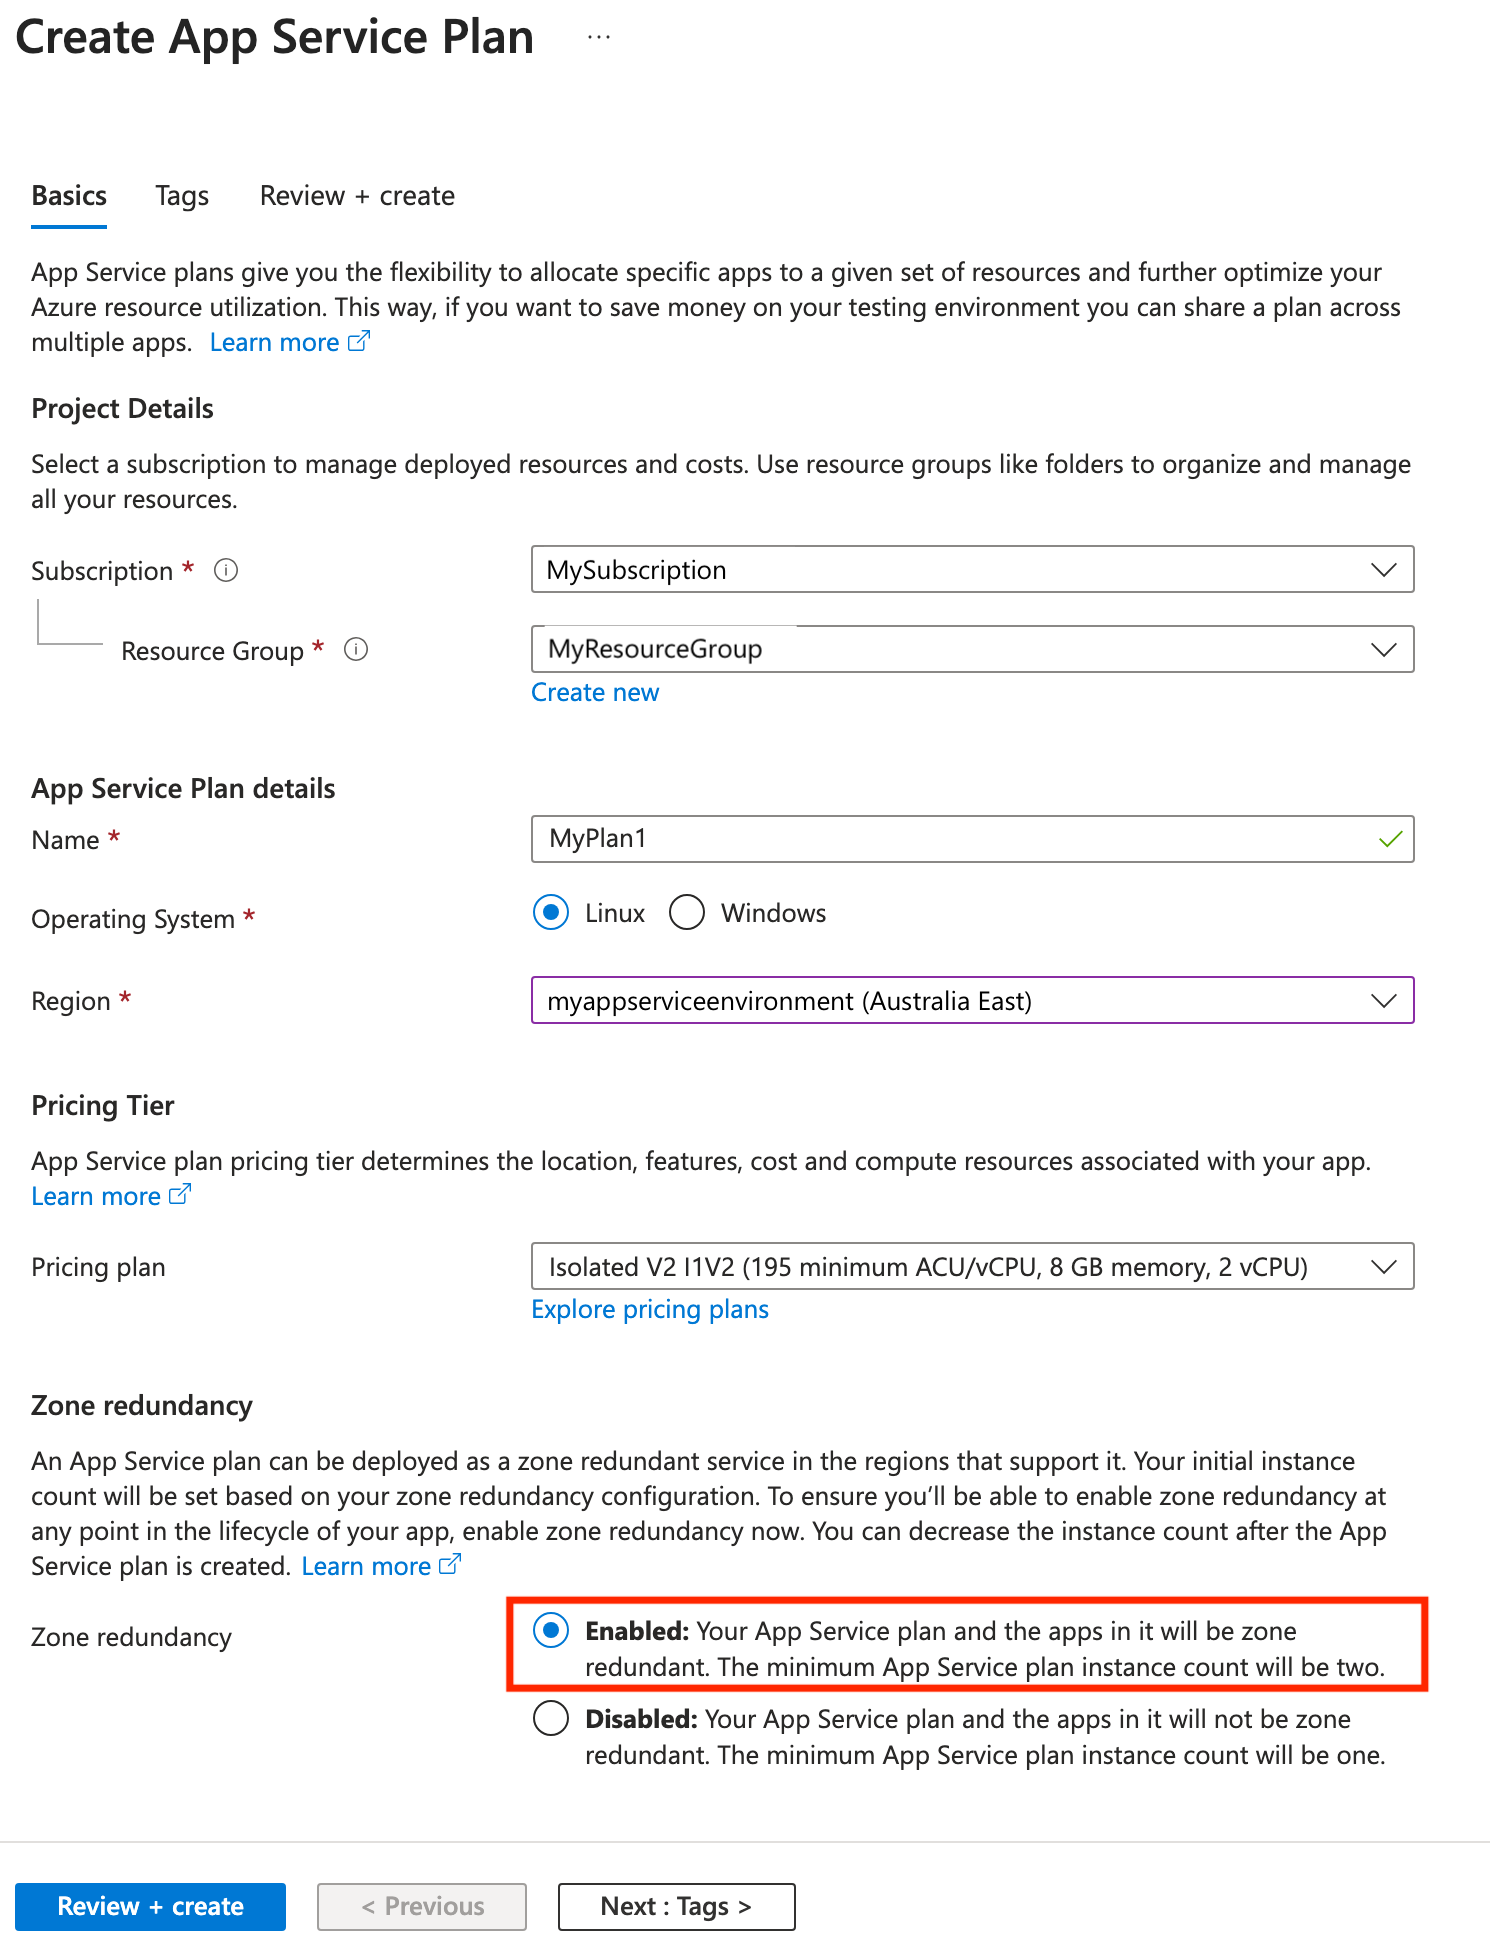 Create App Service Plan ...
Basics Tags Review + create
App Service plans give you the flexibility to allocate specific apps to a given set of resources and further optimize your
Azure resource utilization. This way, if you want to save money on your testing environment you can share a plan across
multiple apps. Learn more
Project Details
Select a subscription to manage deployed resources and costs. Use resource groups like folders to organize and manage
all your resources.
Subscription * MySubscription
Resource Group * MyResourceGroup
Create new
App Service Plan details
Name * MyPlan1
Operating System * Linux Windows
Region * myappserviceenvironment (Australia East)
Pricing Tier
App Service plan pricing tier determines the location, features, cost and compute resources associated with your app.
Learn more
Pricing plan Isolated V2 I1V2 (195 minimum ACU/vCPU, 8 GB memory, 2 vCPU)
Explore pricing plans
Zone redundancy
An App Service plan can be deployed as a zone redundant service in the regions that support it. Your initial instance
count will be set based on your zone redundancy configuration. To ensure you’ll be able to enable zone redundancy at
any point in the lifecycle of your app, enable zone redundancy now. You can decrease the instance count after the App
Service plan is created. Learn more
Zone redundancy Enabled: Your App Service plan and the apps in it will be zone
redundant. The minimum App Service plan instance count will be two.
Disabled: Your App Service plan and the apps in it will not be zone
redundant. The minimum App Service plan instance count will be one.
Review + create < Previous Next : Tags >